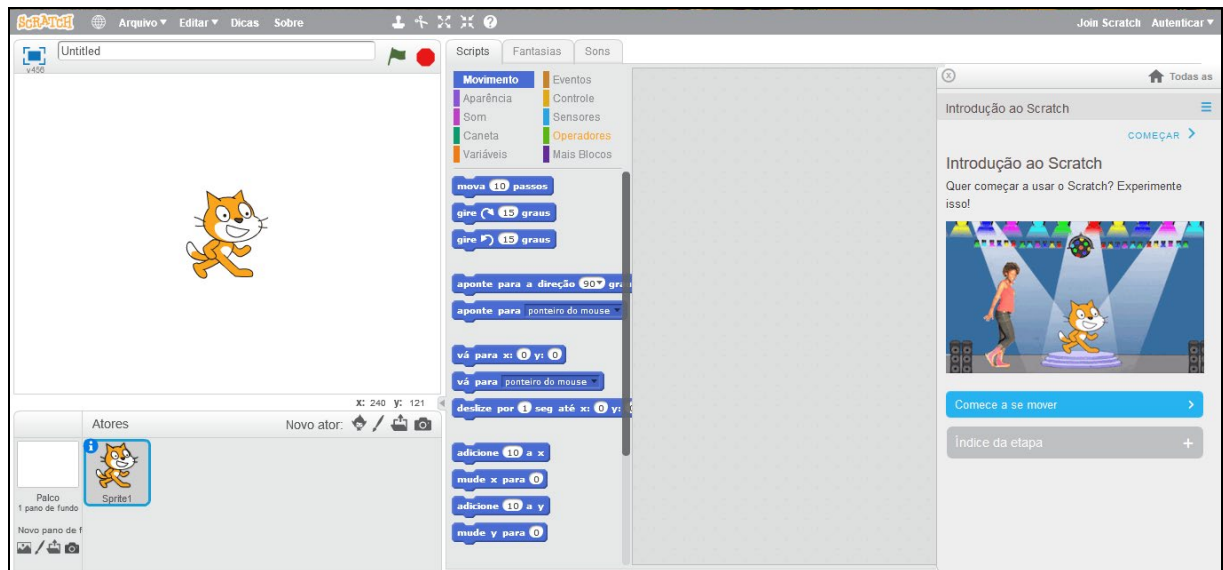 SCRATCH Arquivo▼ Editar▼ Dicas Sobre Join Scratch Autenticar▼
Untitled
v456
X: 240 Y: 121
Atores Novo ator:
Sprite1
Palco
1 pano de fundo
Novo pano de f
Scripts Fantasias Sons
Movimento Eventos
Aparência Controle
Som Sensores
Caneta Operadores
Variáveis Mais Blocos
mova 10 passos
gire 15 graus
gire 15 graus
aponte para a direção 90▼ grau
aponte para ponteiro do mouse
vá para x: 0 y: 0
vá para ponteiro do mouse
deslize por 1 seg até x: 0 y:
adicione 10 a x
mude x para 0
adicione 10 a y
mude y para 0
Todas as
Introdução ao Scratch
COMEÇAR
Introdução ao Scratch
Quer começar a usar o Scratch? Experimente
isso!
Comece a se mover
Índice da etapa